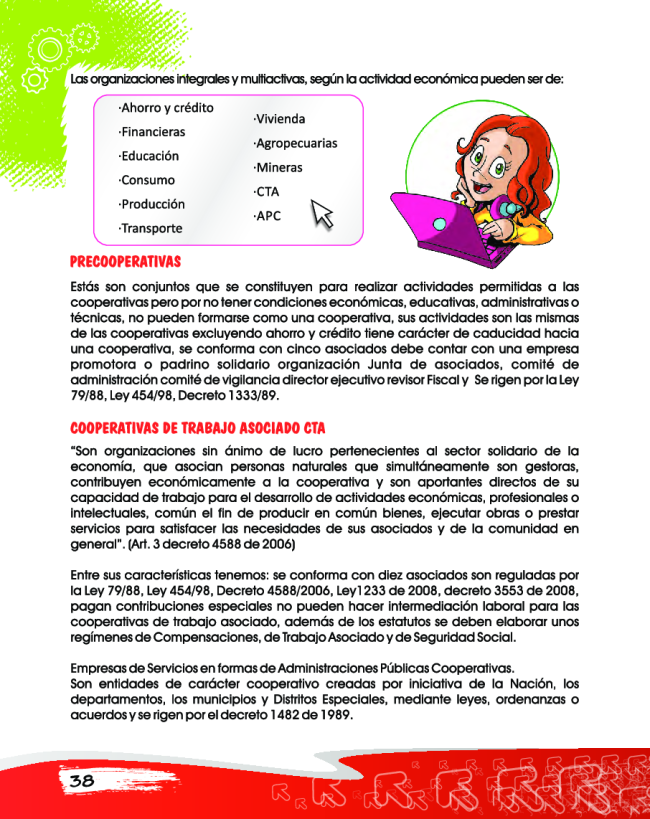 Las organizaciones integrales y multiactivas, según la actividad económica pueden ser de:
·Ahorro y crédito
·Financieras
·Educación
·Consumo
·Producción
·Transporte
·Vivienda
·Agropecuarias
·Mineras
·CTA
·APC
PRECOOPERATIVAS
Estás son conjuntos que se constituyen para realizar actividades permitidas a las
cooperativas pero por no tener condiciones económicas, educativas, administrativas o
técnicas, no pueden formarse como una cooperativa, sus actividades son las mismas
de las cooperativas excluyendo ahorro y crédito tiene carácter de caducidad hacia
una cooperativa, se conforma con cinco asociados debe contar con una empresa
promotora o padrino solidario organización Junta de asociados, comité de
administración comité de vigilancia director ejecutivo revisor Fiscal y Se rigen por la Ley
79/88, Ley 454/98, Decreto 1333/89.
COOPERATIVAS DE TRABAJO ASOCIADO CTA
“Son organizaciones sin ánimo de lucro pertenecientes al sector solidario de la
economía, que asocian personas naturales que simultáneamente son gestoras,
contribuyen económicamente a la cooperativa y son aportantes directos de su
capacidad de trabajo para el desarrollo de actividades económicas, profesionales o
intelectuales, común el fin de producir en común bienes, ejecutar obras o prestar
servicios para satisfacer las necesidades de sus asociados y de la comunidad en
general”. (Art. 3 decreto 4588 de 2006)
Entre sus características tenemos: se conforma con diez asociados son reguladas por
la Ley 79/88, Ley 454/98, Decreto 4588/2006, Ley1233 de 2008, decreto 3553 de 2008,
pagan contribuciones especiales no pueden hacer intermediación laboral para las
cooperativas de trabajo asociado, además de los estatutos se deben elaborar unos
regímenes de Compensaciones, de Trabajo Asociado y de Seguridad Social.
Empresas de Servicios en formas de Administraciones Públicas Cooperativas.
Son entidades de carácter cooperativo creadas por iniciativa de la Nación, los
departamentos, los municipios y Distritos Especiales, mediante leyes, ordenanzas o
acuerdos y se rigen por el decreto 1482 de 1989.
38